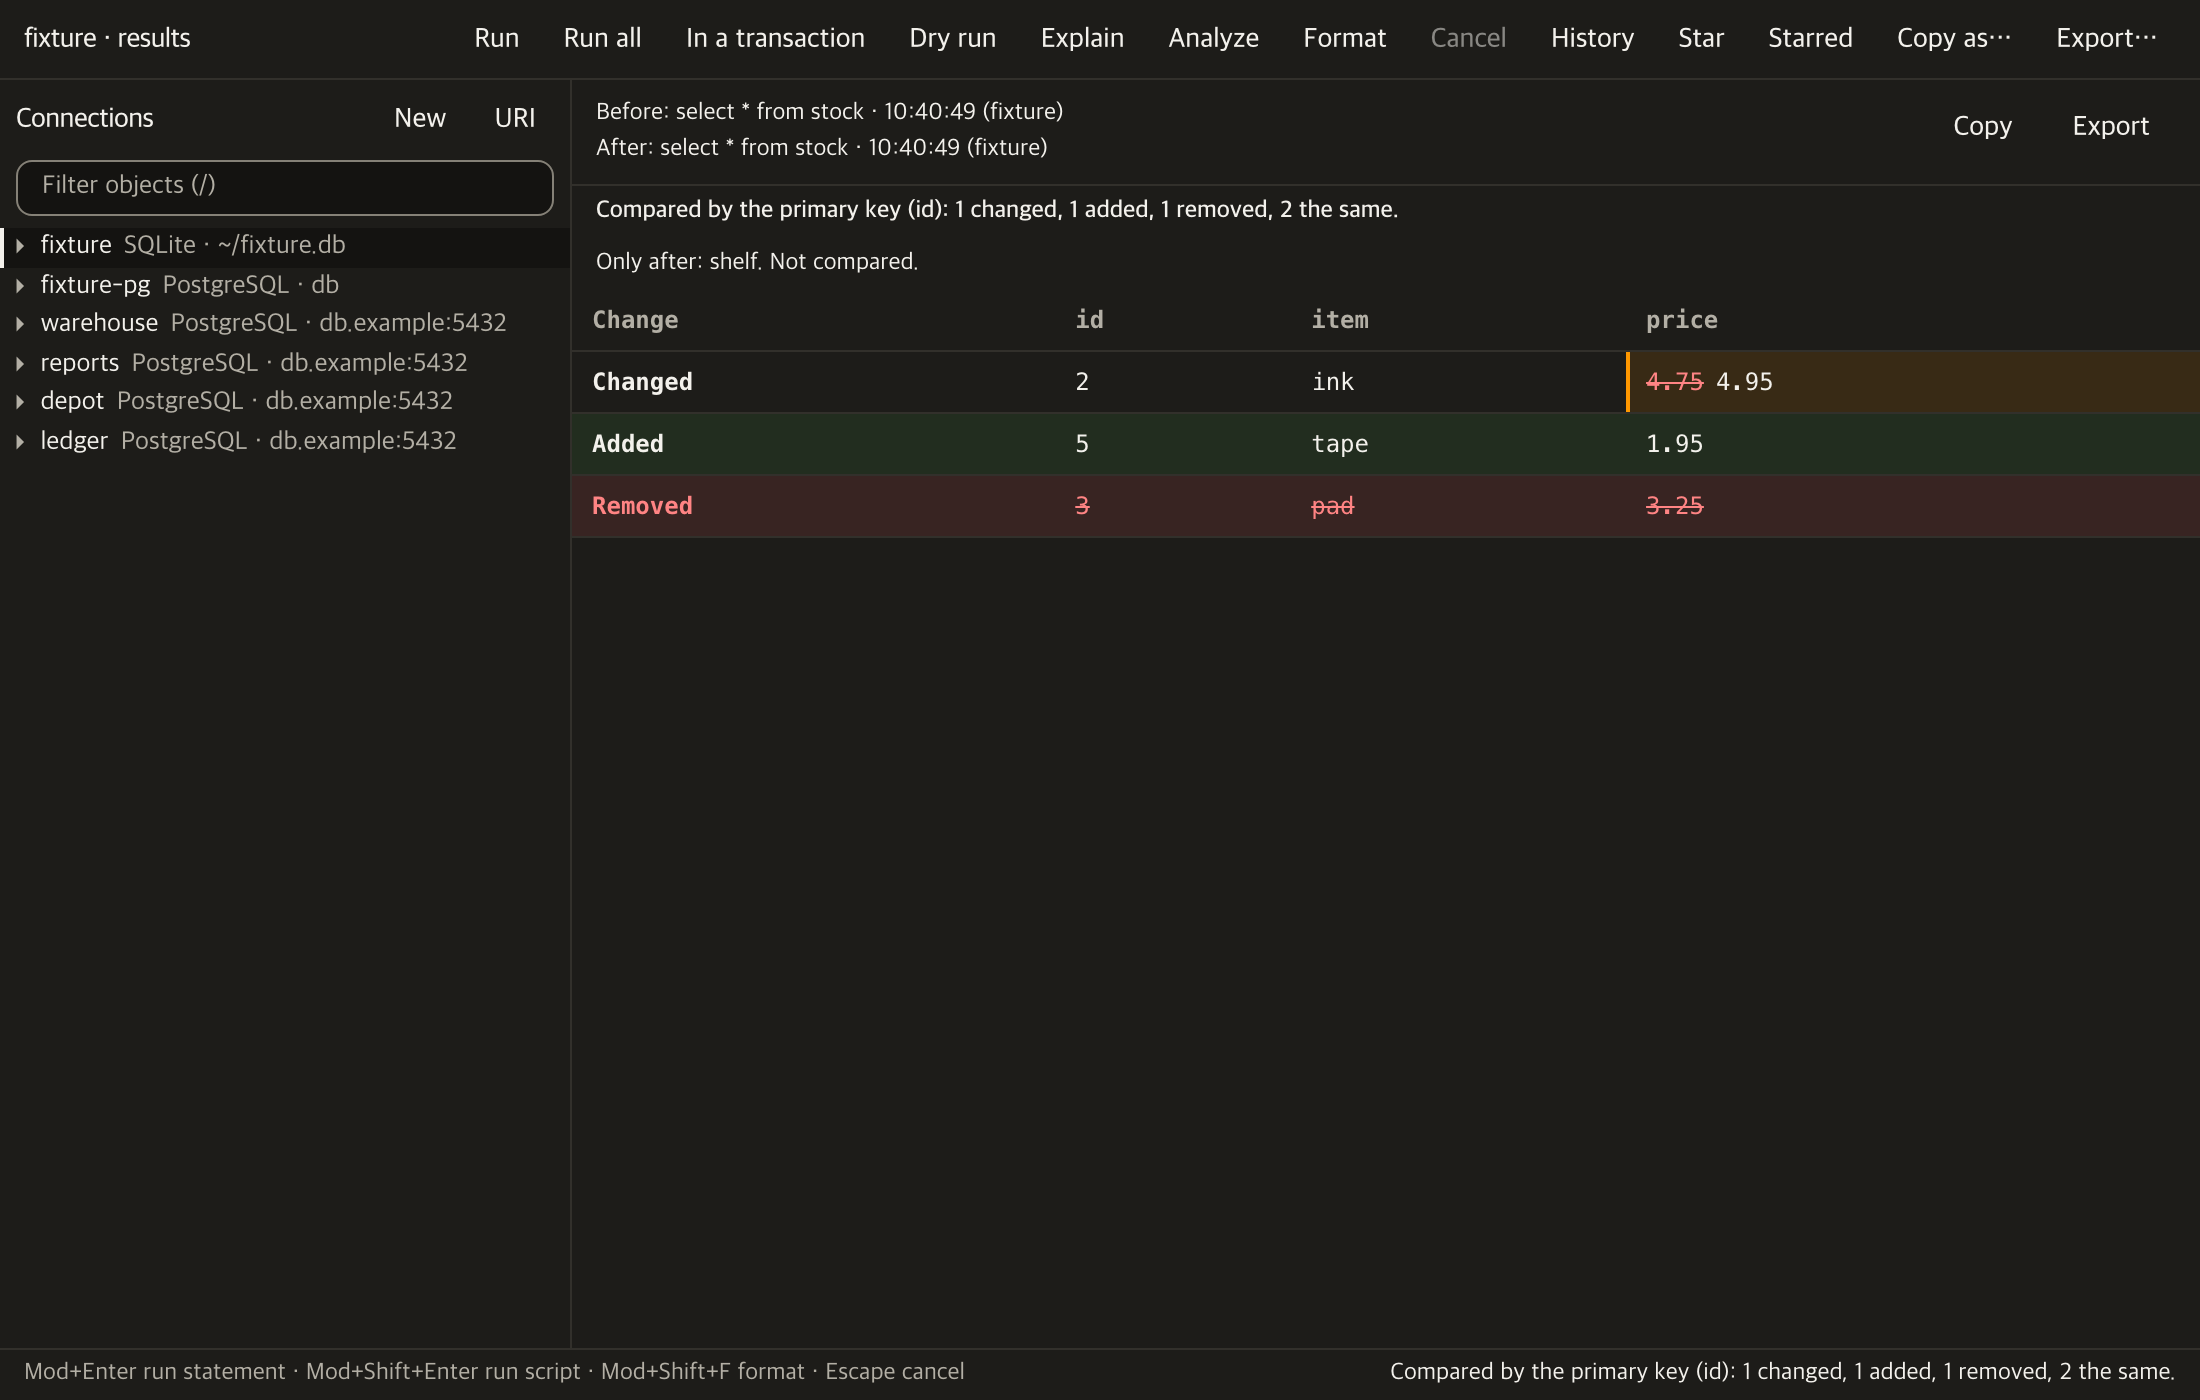 fixture · results
Run Run all In a transaction Dry run Explain Analyze Format Cancel History Star Starred Copy as··· Export···
Connections New URI
Filter objects (/)
fixture SQLite · ~/fixture.db
fixture-pg PostgreSQL · db
warehouse PostgreSQL · db.example:5432
reports PostgreSQL · db.example:5432
depot PostgreSQL · db.example:5432
ledger PostgreSQL · db.example:5432
Before: select * from stock · 10:40:49 (fixture)
After: select * from stock · 10:40:49 (fixture)
Copy Export
Compared by the primary key (id): 1 changed, 1 added, 1 removed, 2 the same.
Only after: shelf. Not compared.
Change id item price
Changed 2 ink 4.75 4.95
Added 5 tape 1.95
Removed 3 pad 3.25
Mod+Enter run statement · Mod+Shift+Enter run script · Mod+Shift+F format · Escape cancel
Compared by the primary key (id): 1 changed, 1 added, 1 removed, 2 the same.